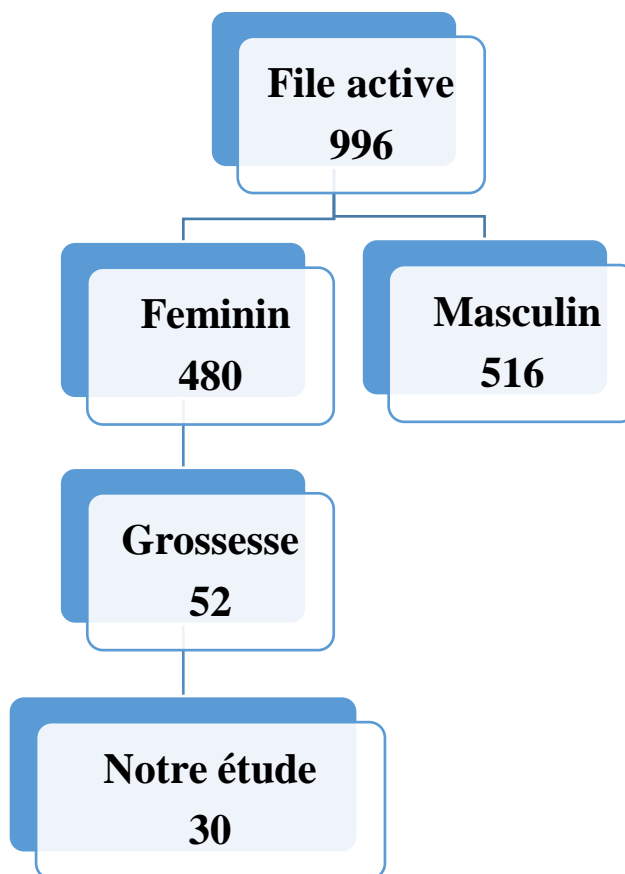 File active
996
Feminin
480
Masculin
516
Grossesse
52
Notre étude
30